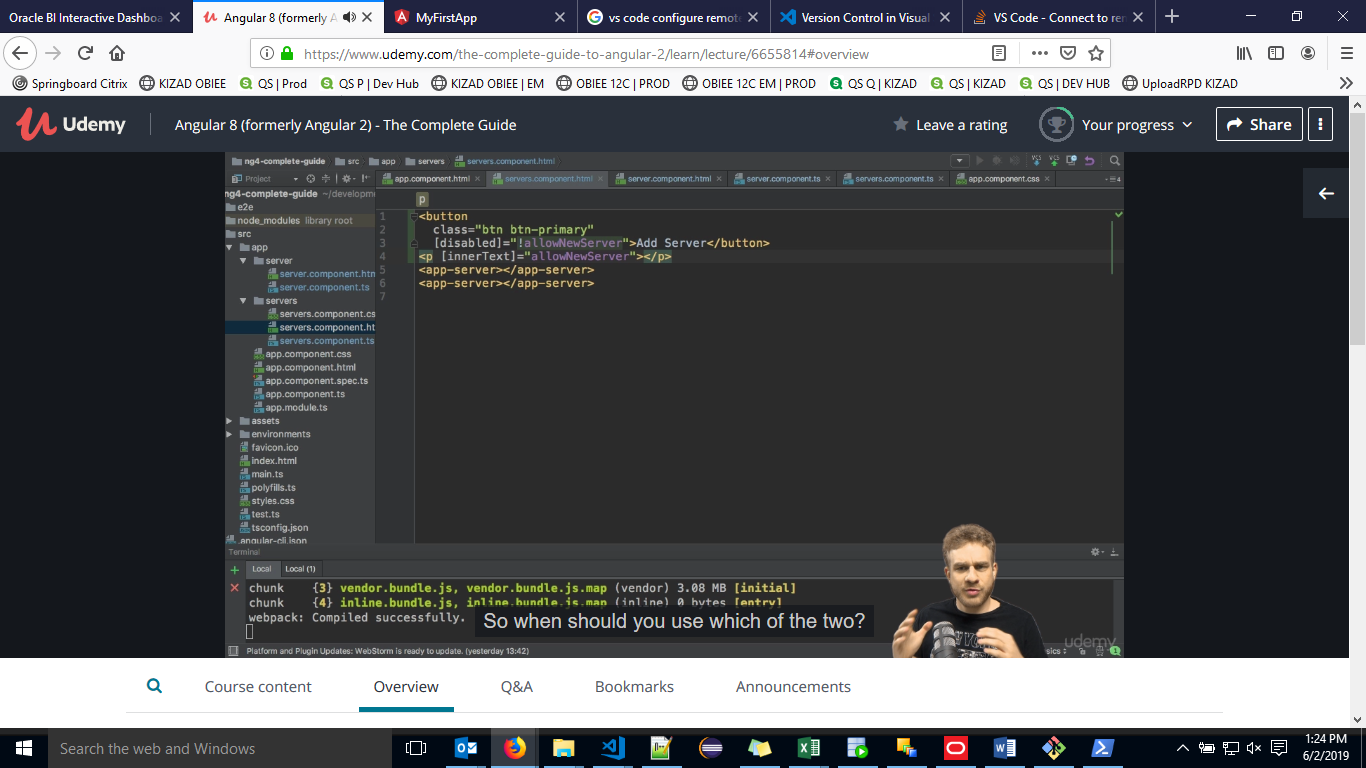 Oracle BI Interactive Dashboa
Angular 8 (formerly A
MyFirstApp
vs code configure remot
Version Control in Visual
VS Code - Connect to rem
https://www.udemy.com/the-complete-guide-to-angular-2/learn/lecture/6655814#overview
Springboard Citrix
KIZAD OBIEE
QS | Prod
QS P | Dev Hub
KIZAD OBIEE | EM
OBIEE 12C | PROD
OBIEE 12C EM | PROD
QS Q | KIZAD
QS | KIZAD
QS | DEV HUB
UploadRPD KIZAD
Udemy
Angular 8 (formerly Angular 2) - The Complete Guide
Leave a rating
Your progress
Share
ng4-complete-guide
src
app
servers
servers.component.html
Project
app.component.html
servers.component.html
server.component.html
server.component.ts
servers.component.ts
app.component.css
ng4-complete-guide ~/developm
e2e
node_modules library root
src
app
server
server.component.htm
server.component.ts
servers
servers.component.cs
servers.component.ht
servers.component.ts
app.component.css
app.component.html
app.component.spec.ts
app.component.ts
app.module.ts
assets
environments
favicon.ico
index.html
main.ts
polyfills.ts
styles.css
test.ts
tsconfig.json
.angular-cli.json
p
1 <button
2 class="btn btn-primary"
3 [disabled]="!allowNewServer">Add Server</button>
4 <p [innerText]="allowNewServer"></p>
5 <app-server></app-server>
6 <app-server></app-server>
7
Terminal
Local
Local (1)
chunk {3} vendor.bundle.js, vendor.bundle.js.map (vendor) 3.08 MB [initial]
chunk {4} inline.bundle.js, inline.bundle.js.map (inline) 0 bytes [entry]
webpack: Compiled successfully.
So when should you use which of the two?
udemy
Platform and Plugin Updates: WebStorm is ready to update. (yesterday 13:42)
Course content
Overview
Q&A
Bookmarks
Announcements
Search the web and Windows
1:24 PM
6/2/2019